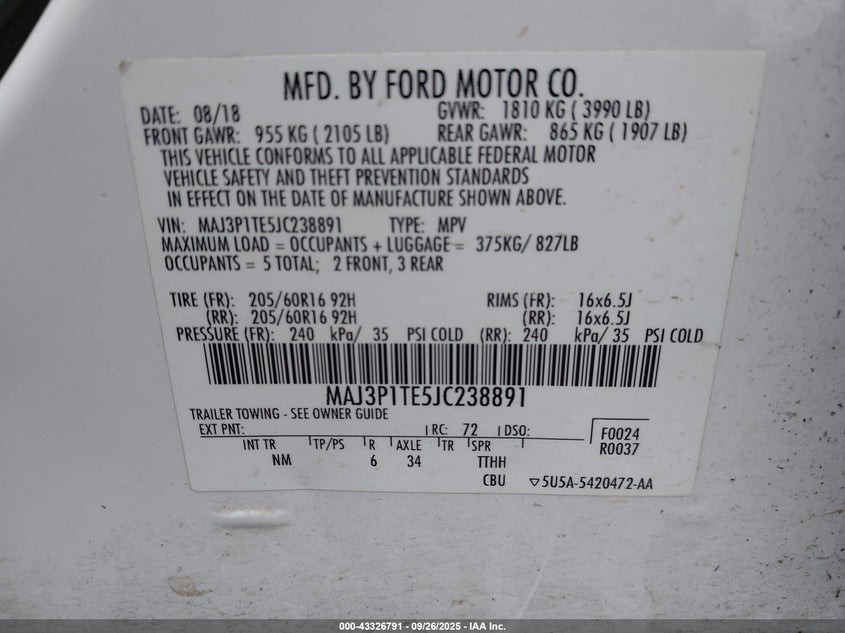 MFD. BY FORD MOTOR CO.
DATE: 08/18 GVWR: 1810 KG ( 3990 LB)
FRONT GAWR: 955 KG ( 2105 LB) REAR GAWR: 865 KG ( 1907 LB)
THIS VEHICLE CONFORMS TO ALL APPLICABLE FEDERAL MOTOR
VEHICLE SAFETY AND THEFT PREVENTION STANDARDS
IN EFFECT ON THE DATE OF MANUFACTURE SHOWN ABOVE.
VIN: MAJ3P1TE5JC238891 TYPE: MPV
MAXIMUM LOAD = OCCUPANTS + LUGGAGE = 375KG/ 827LB
OCCUPANTS = 5 TOTAL; 2 FRONT, 3 REAR
TIRE (FR): 205/60R16 92H RIMS (FR): 16x6.5J
(RR): 205/60R16 92H (RR): 16x6.5J
PRESSURE (FR): 240 kPa/ 35 PSI COLD (RR): 240 kPa/ 35 PSI COLD
MAJ3P1TE5JC238891
TRAILER TOWING - SEE OWNER GUIDE
EXT PNT: RC: 72 DSO: F0024
R0037
INT TR TP/PS R AXLE TR SPR
NM 6 34 TTHH
CBU ▽5U5A-5420472-AA
000-43326791 - 09/26/2025 - IAA Inc.